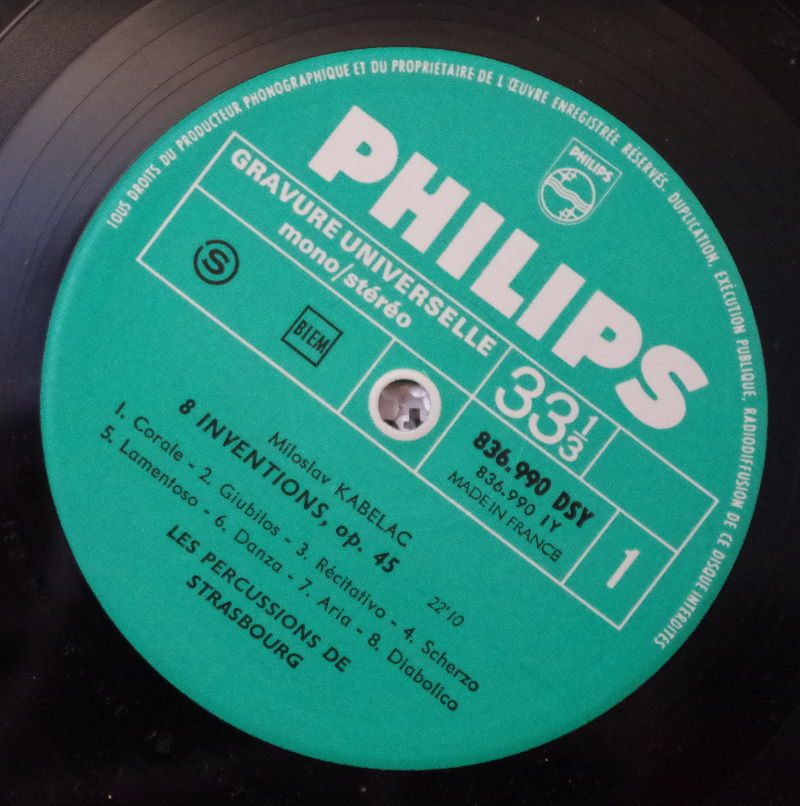 TOUS DROITS DU PRODUCTEUR PHONOGRAPHIQUE ET DU PROPRIÉTAIRE DE L'ŒUVRE ENREGISTRÉE RÉSERVÉS. DUPLICATION, EXÉCUTION PUBLIQUE, RADIODIFFUSION DE CE DISQUE INTERDITES
PHILIPS
PHILIPS
GRAVURE UNIVERSELLE
mono/stéréo
S
BIEM
33 1/3
836.990 DSY
836.990 IY
MADE IN FRANCE
1
Miloslav KABELAC
8 INVENTIONS, op. 45
22'10
1. Corale - 2. Giubilos - 3. Récitativo - 4. Scherzo
5. Lamentoso - 6. Danza - 7. Aria - 8. Diabolico
LES PERCUSSIONS DE
STRASBOURG